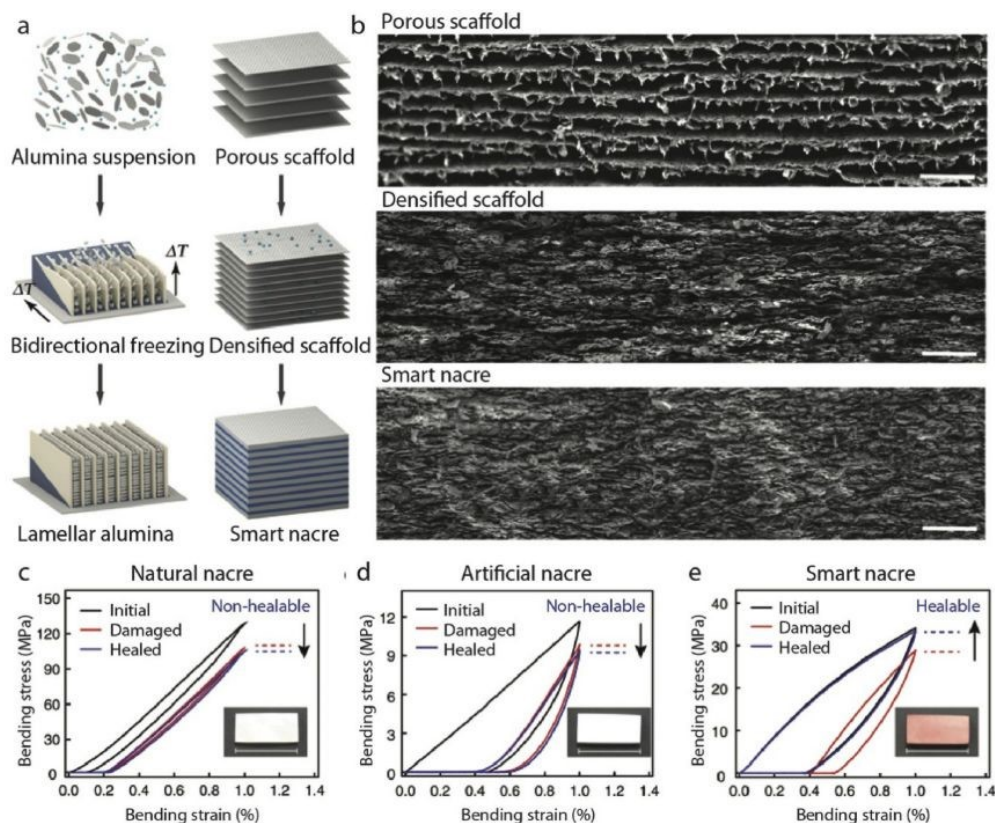 a
Alumina suspension
Porous scaffold
ΔT
ΔT
Bidirectional freezing
Densified scaffold
Lamellar alumina
Smart nacre
b
Porous scaffold
Densified scaffold
Smart nacre
c
Natural nacre
Bending stress (MPa)
150
120
90
60
30
0
Initial
Damaged
Healed
Non-healable
0.0 0.2 0.4 0.6 0.8 1.0 1.2 1.4
Bending strain (%)
d
Artificial nacre
Bending stress (MPa)
12
9
6
3
0
Initial
Damaged
Healed
Non-healable
0.0 0.2 0.4 0.6 0.8 1.0 1.2 1.4
Bending strain (%)
e
Smart nacre
Bending stress (MPa)
40
30
20
10
0
Initial
Damaged
Healed
Healable
0.0 0.2 0.4 0.6 0.8 1.0 1.2 1.4
Bending strain (%)